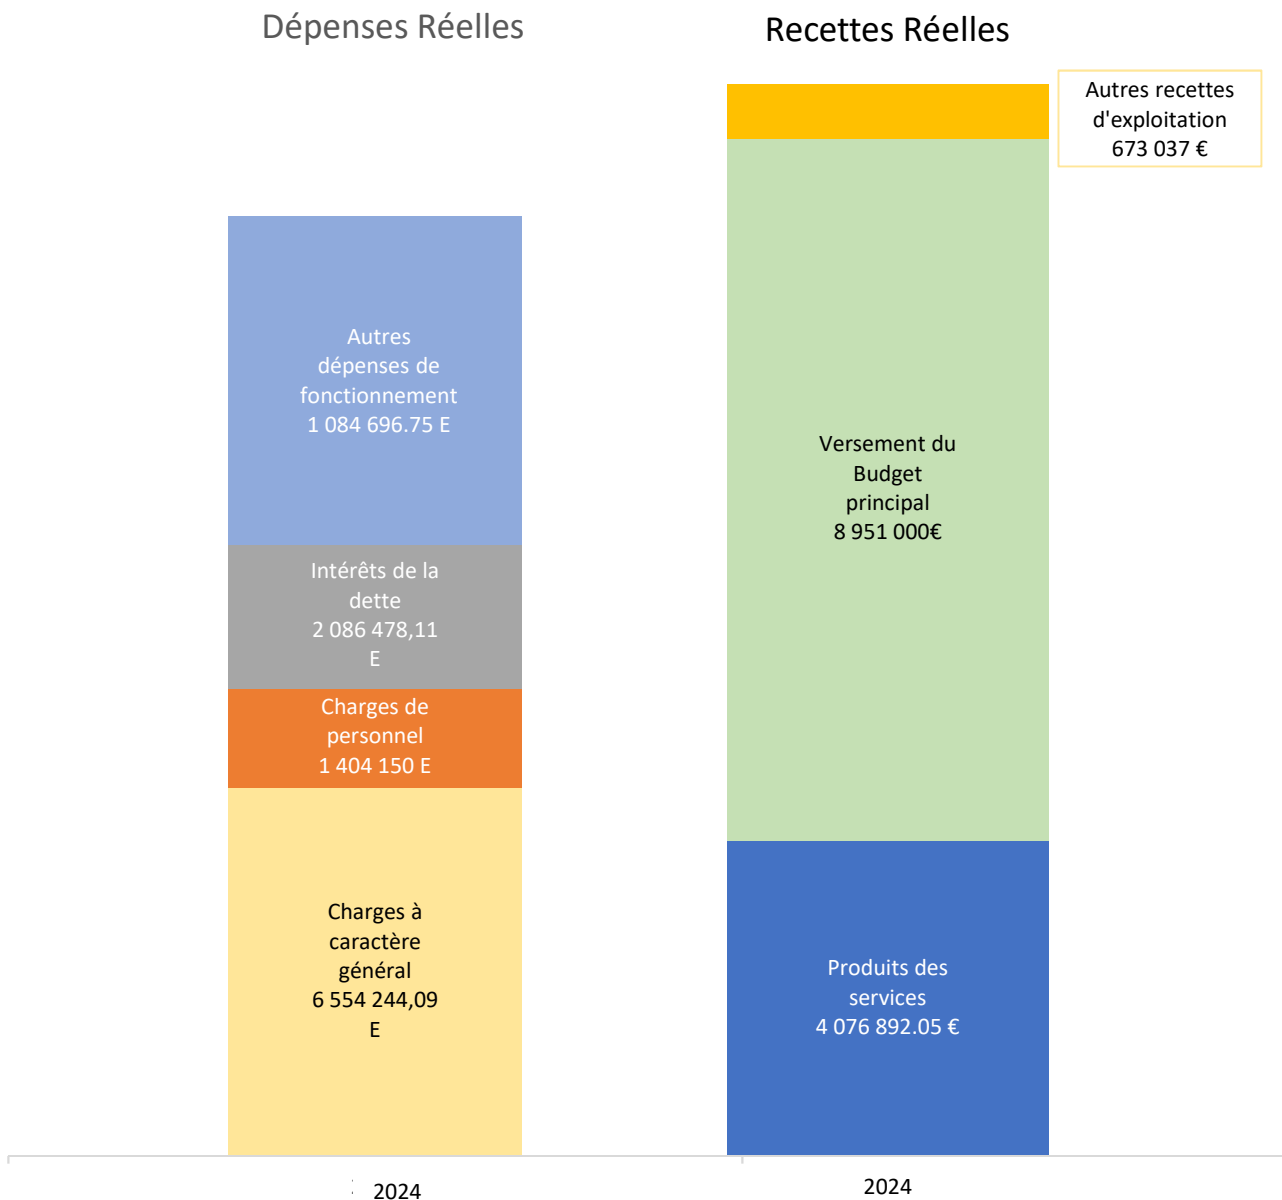 Dépenses Réelles
Autres
dépenses de
fonctionnement
1 084 696.75 E
Intérêts de la
dette
2 086 478,11
E
Charges de
personnel
1 404 150 E
Charges à
caractère
général
6 554 244,09
E
2024
Recettes Réelles
Autres recettes
d'exploitation
673 037 €
Versement du
Budget
principal
8 951 000€
Produits des
services
4 076 892.05 €
2024